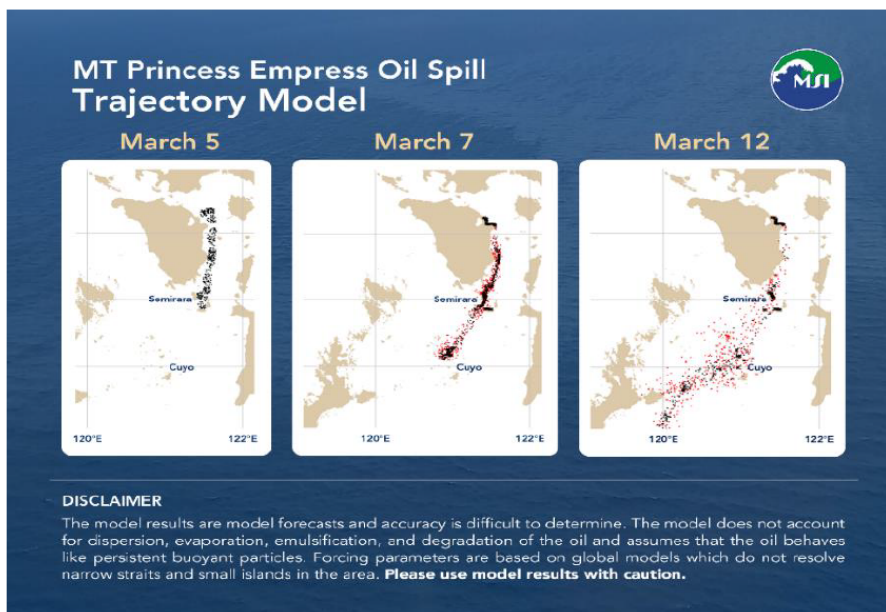 MT Princess Empress Oil Spill
Trajectory Model
MSI
March 5
March 7
March 12
Semirara
Cuyo
120°E
122°E
Semirara
Cuyo
120°E
122°E
Semirara
Cuyo
120°E
122°E
DISCLAIMER
The model results are model forecasts and accuracy is difficult to determine. The model does not account
for dispersion, evaporation, emulsification, and degradation of the oil and assumes that the oil behaves
like persistent buoyant particles. Forcing parameters are based on global models which do not resolve
narrow straits and small islands in the area. Please use model results with caution.